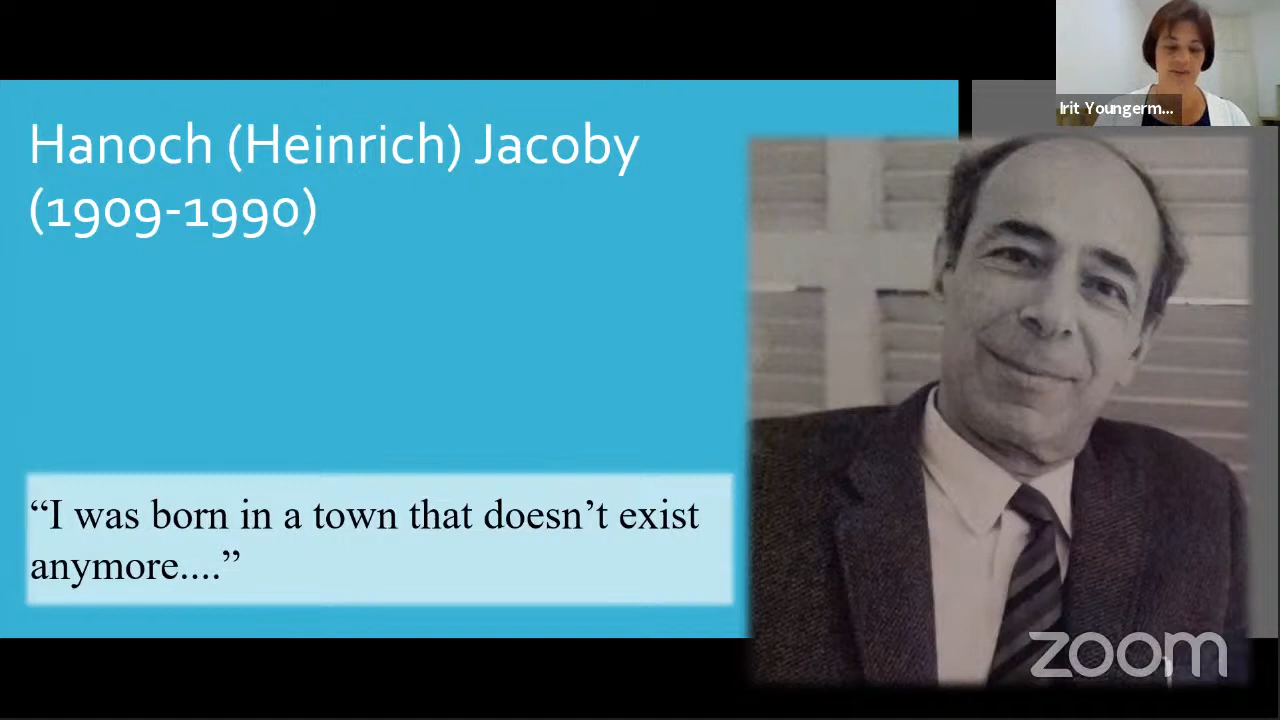 Hanoch (Heinrich) Jacoby
(1909-1990)
“I was born in a town that doesn’t exist
anymore....”
Irit Youngerm...
zoom